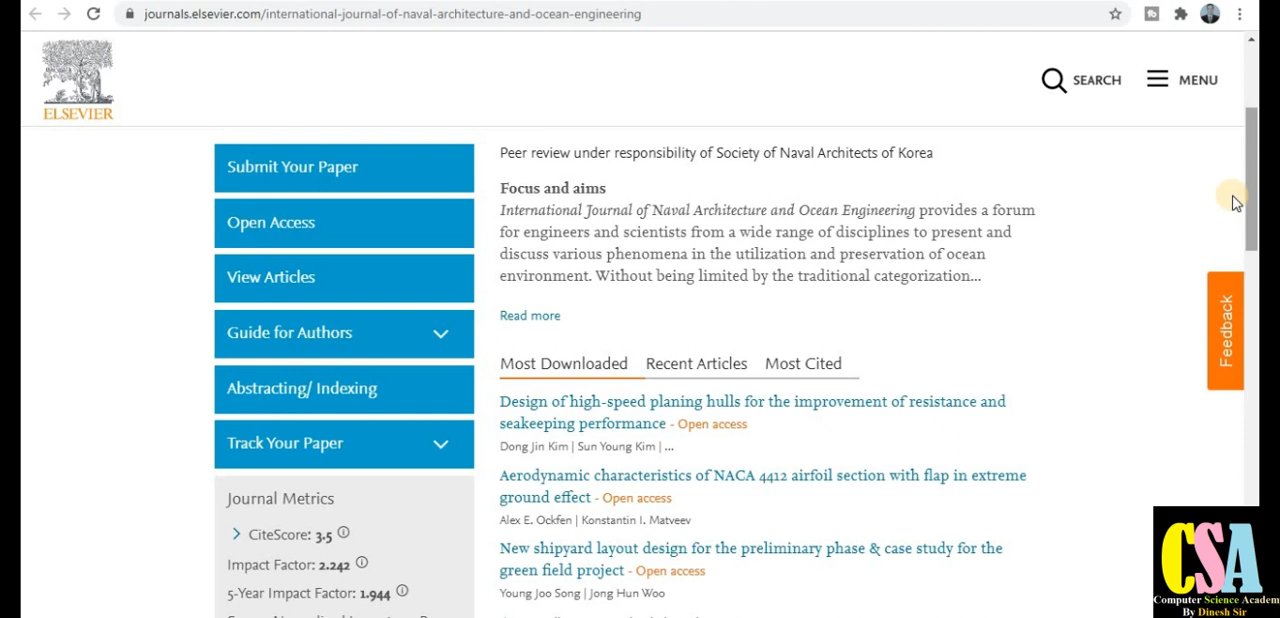 journals.elsevier.com/international-journal-of-naval-architecture-and-ocean-engineering
ELSEVIER
SEARCH
MENU
Submit Your Paper
Open Access
View Articles
Guide for Authors
Abstracting/ Indexing
Track Your Paper
Journal Metrics
CiteScore: 3.5
Impact Factor: 2.242
5-Year Impact Factor: 1.944
Peer review under responsibility of Society of Naval Architects of Korea
Focus and aims
International Journal of Naval Architecture and Ocean Engineering provides a forum
for engineers and scientists from a wide range of disciplines to present and
discuss various phenomena in the utilization and preservation of ocean
environment. Without being limited by the traditional categorization...
Read more
Most Downloaded Recent Articles Most Cited
Design of high-speed planing hulls for the improvement of resistance and
seakeeping performance - Open access
Dong Jin Kim | Sun Young Kim | ...
Aerodynamic characteristics of NACA 4412 airfoil section with flap in extreme
ground effect - Open access
Alex E. Ockfen | Konstantin I. Matveev
New shipyard layout design for the preliminary phase & case study for the
green field project - Open access
Young Joo Song | Jong Hun Woo
Feedback
CSA
Computer Science Academ
By Dinesh Sir